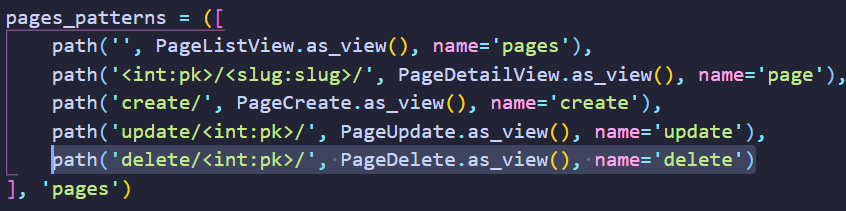 pages_patterns = ([
    path('', PageListView.as_view(), name='pages'),
    path('<int:pk>/<slug:slug>/', PageDetailView.as_view(), name='page'),
    path('create/', PageCreate.as_view(), name='create'),
    path('update/<int:pk>/', PageUpdate.as_view(), name='update'),
    path('delete/<int:pk>/', PageDelete.as_view(), name='delete')
], 'pages')